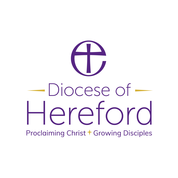 Diocese of
Hereford
Proclaiming Christ + Growing Disciples